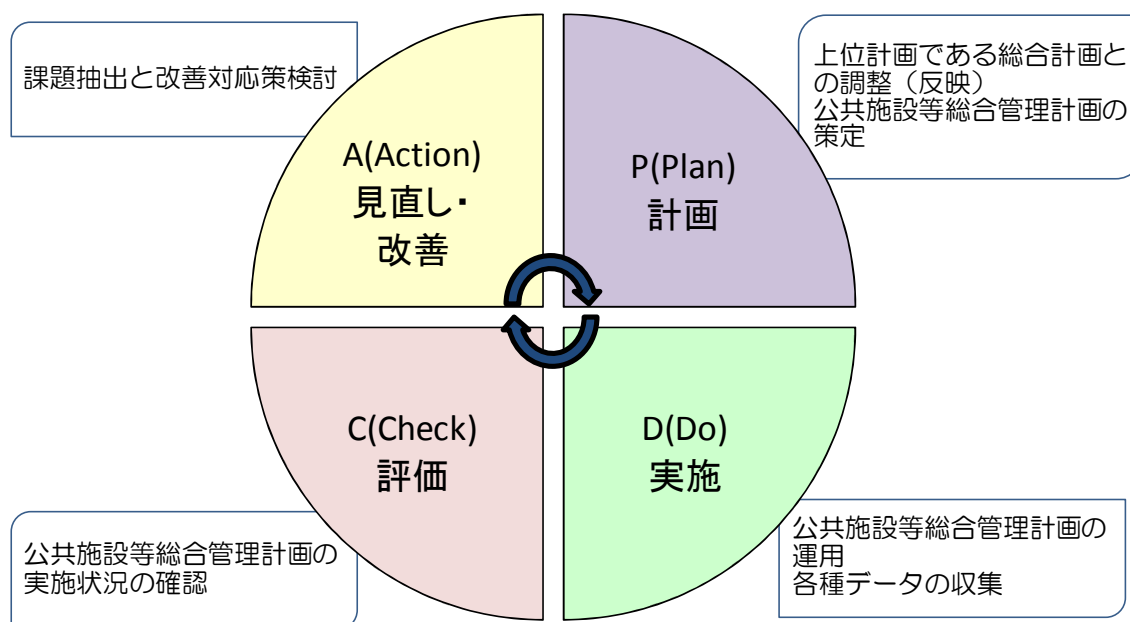 課題抽出と改善対応策検討
上位計画である総合計画と
の調整（反映）
公共施設等総合管理計画の
策定
A(Action)
見直し・
改善
P(Plan)
計画
C(Check)
評価
D(Do)
実施
公共施設等総合管理計画の
実施状況の確認
公共施設等総合管理計画の
運用
各種データの収集